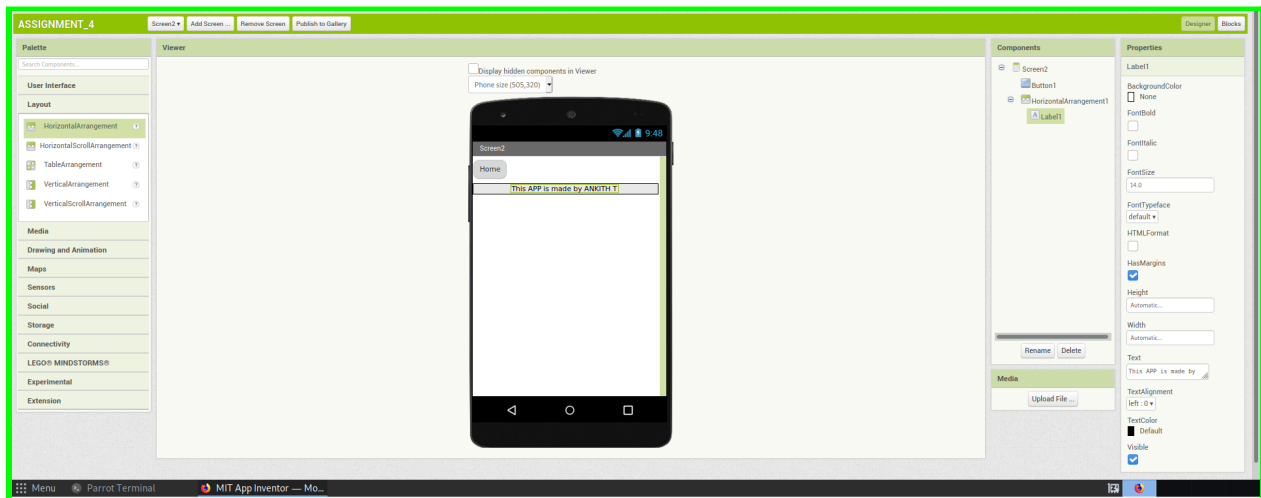 ASSIGNMENT_4
Screen2 ▾ Add Screen ... Remove Screen Publish to Gallery
Designer Blocks
Palette
Search Components...
User Interface
Layout
HorizontalArrangement ?
HorizontalScrollArrangement ?
TableArrangement ?
VerticalArrangement ?
VerticalScrollArrangement ?
Media
Drawing and Animation
Maps
Sensors
Social
Storage
Connectivity
LEGO® MINDSTORMS®
Experimental
Extension
Viewer
Display hidden components in Viewer
Phone size (505,320)
9:48
Screen2
Home
This APP is made by ANKITH T
Components
Screen2
Button1
HorizontalArrangement1
A Label1
Rename Delete
Media
Upload File ...
Properties
Label1
BackgroundColor
None
FontBold
FontItalic
FontSize
14.0
FontTypeface
default ▾
HTMLFormat
HasMargins
Height
Automatic...
Width
Automatic...
Text
This APP is made by
TextAlignment
left : 0 ▾
TextColor
Default
Visible
Menu Parrot Terminal MIT App Inventor — Mo...